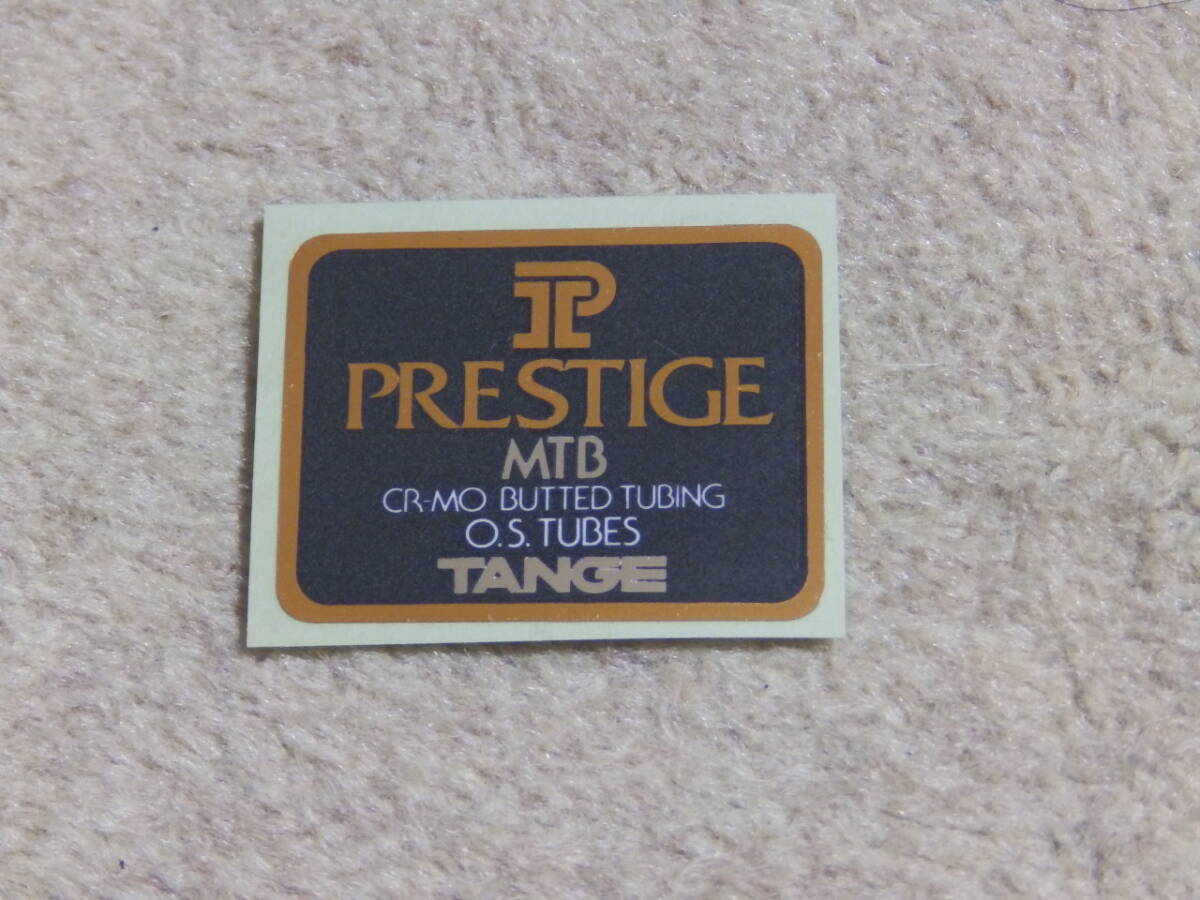 PRESTIGE
MTB
CR-MO BUTTED TUBING
O.S. TUBES
TANGE